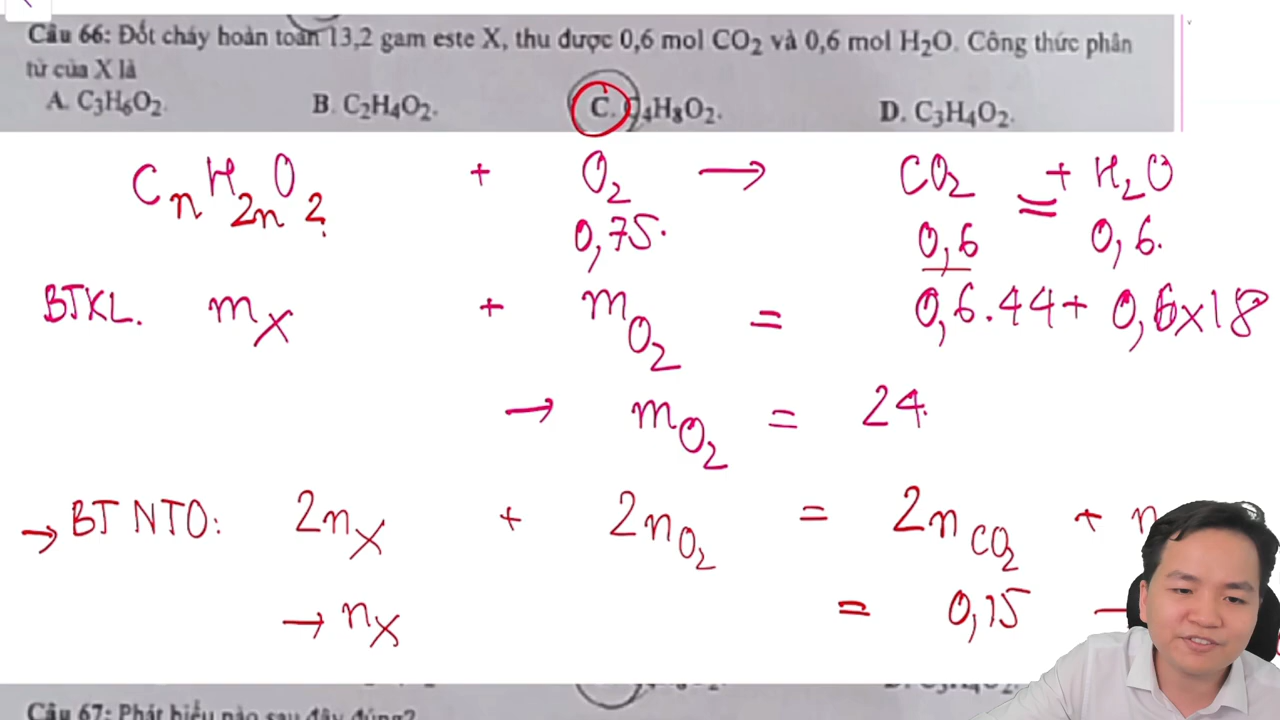 Câu 66: Đốt cháy hoàn toàn 13,2 gam este X, thu được 0,6 mol CO2 và 0,6 mol H2O. Công thức phân
tử của X là
A. C3H6O2. B. C2H4O2. C. C4H8O2. D. C3H4O2.
CnH2nO2 + O2 → CO2 + H2O
0,75. 0,6 = 0,6.
BTKL. mX + mO2 = 0,6.44 + 0,6x18
→ mO2 = 24.
→ BT NTO: 2nX + 2nO2 = 2nCO2 + n
→ nX = 0,15
Câu 67: Phát biểu nào sau đây đúng?